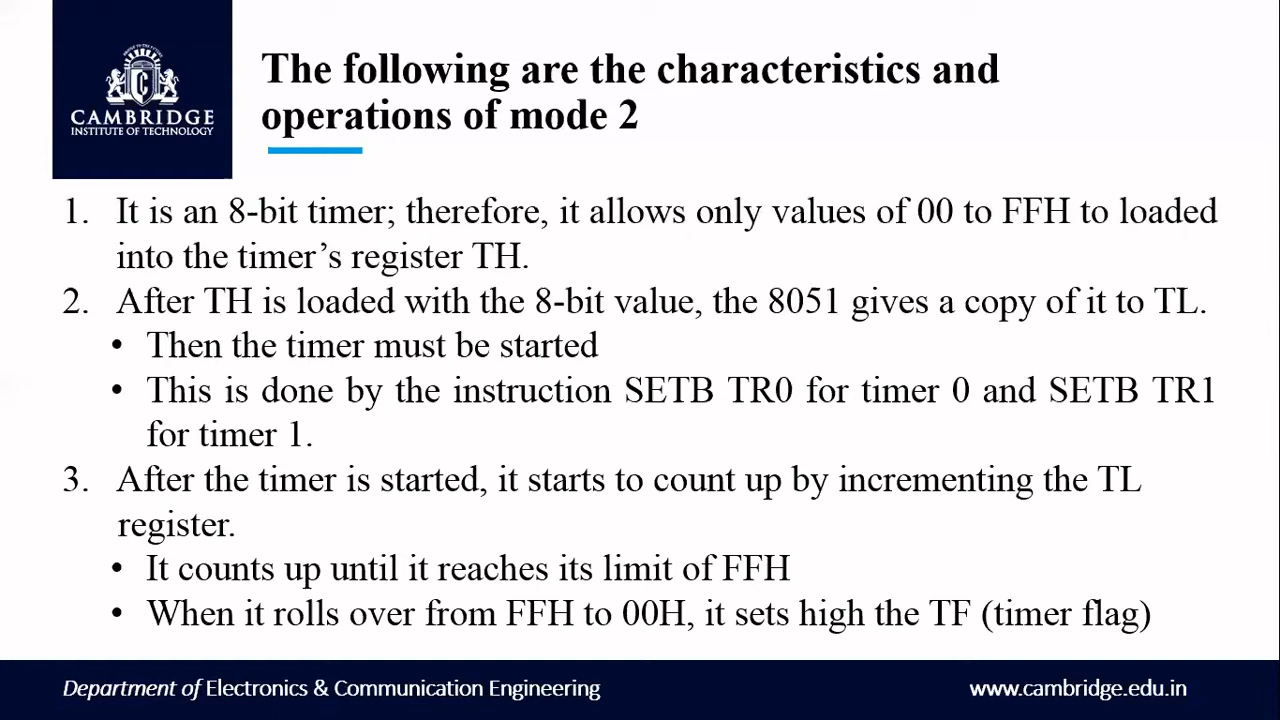 CAMBRIDGE
INSTITUTE OF TECHNOLOGY
The following are the characteristics and
operations of mode 2
1. It is an 8-bit timer; therefore, it allows only values of 00 to FFH to loaded
into the timer’s register TH.
2. After TH is loaded with the 8-bit value, the 8051 gives a copy of it to TL.
• Then the timer must be started
• This is done by the instruction SETB TR0 for timer 0 and SETB TR1
for timer 1.
3. After the timer is started, it starts to count up by incrementing the TL
register.
• It counts up until it reaches its limit of FFH
• When it rolls over from FFH to 00H, it sets high the TF (timer flag)
Department of Electronics & Communication Engineering
www.cambridge.edu.in